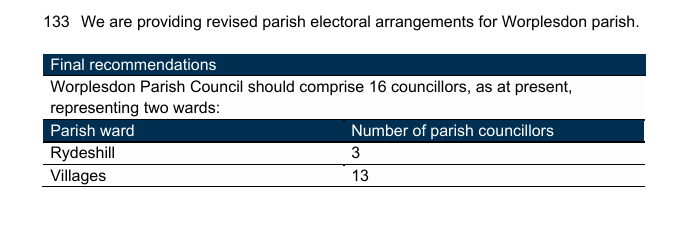 133 We are providing revised parish electoral arrangements for Worplesdon parish.
Final recommendations
Worplesdon Parish Council should comprise 16 councillors, as at present,
representing two wards:
Parish ward Number of parish councillors
Rydeshill 3
Villages 13